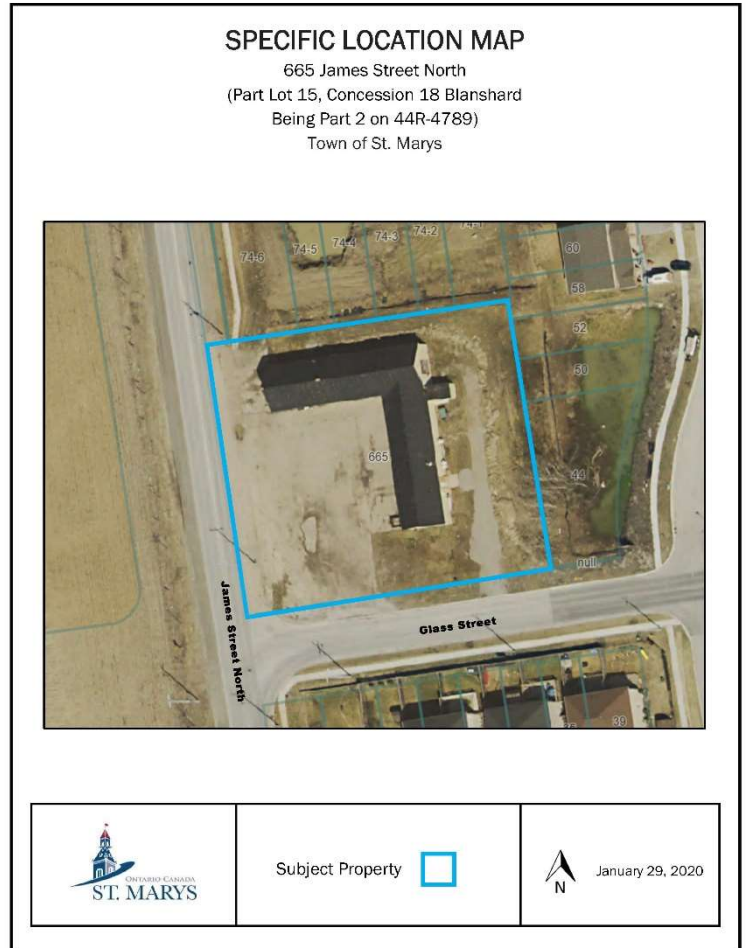 SPECIFIC LOCATION MAP
665 James Street North
(Part Lot 15, Concession 18 Blanshard
Being Part 2 on 44R-4789)
Town of St. Marys
74-6
74-5
74-4
74-3
74-2
74-1
60
58
52
50
44
null
665
James Street North
Glass Street
39
ONTARIO CANADA
ST. MARYS
Subject Property
N
January 29, 2020